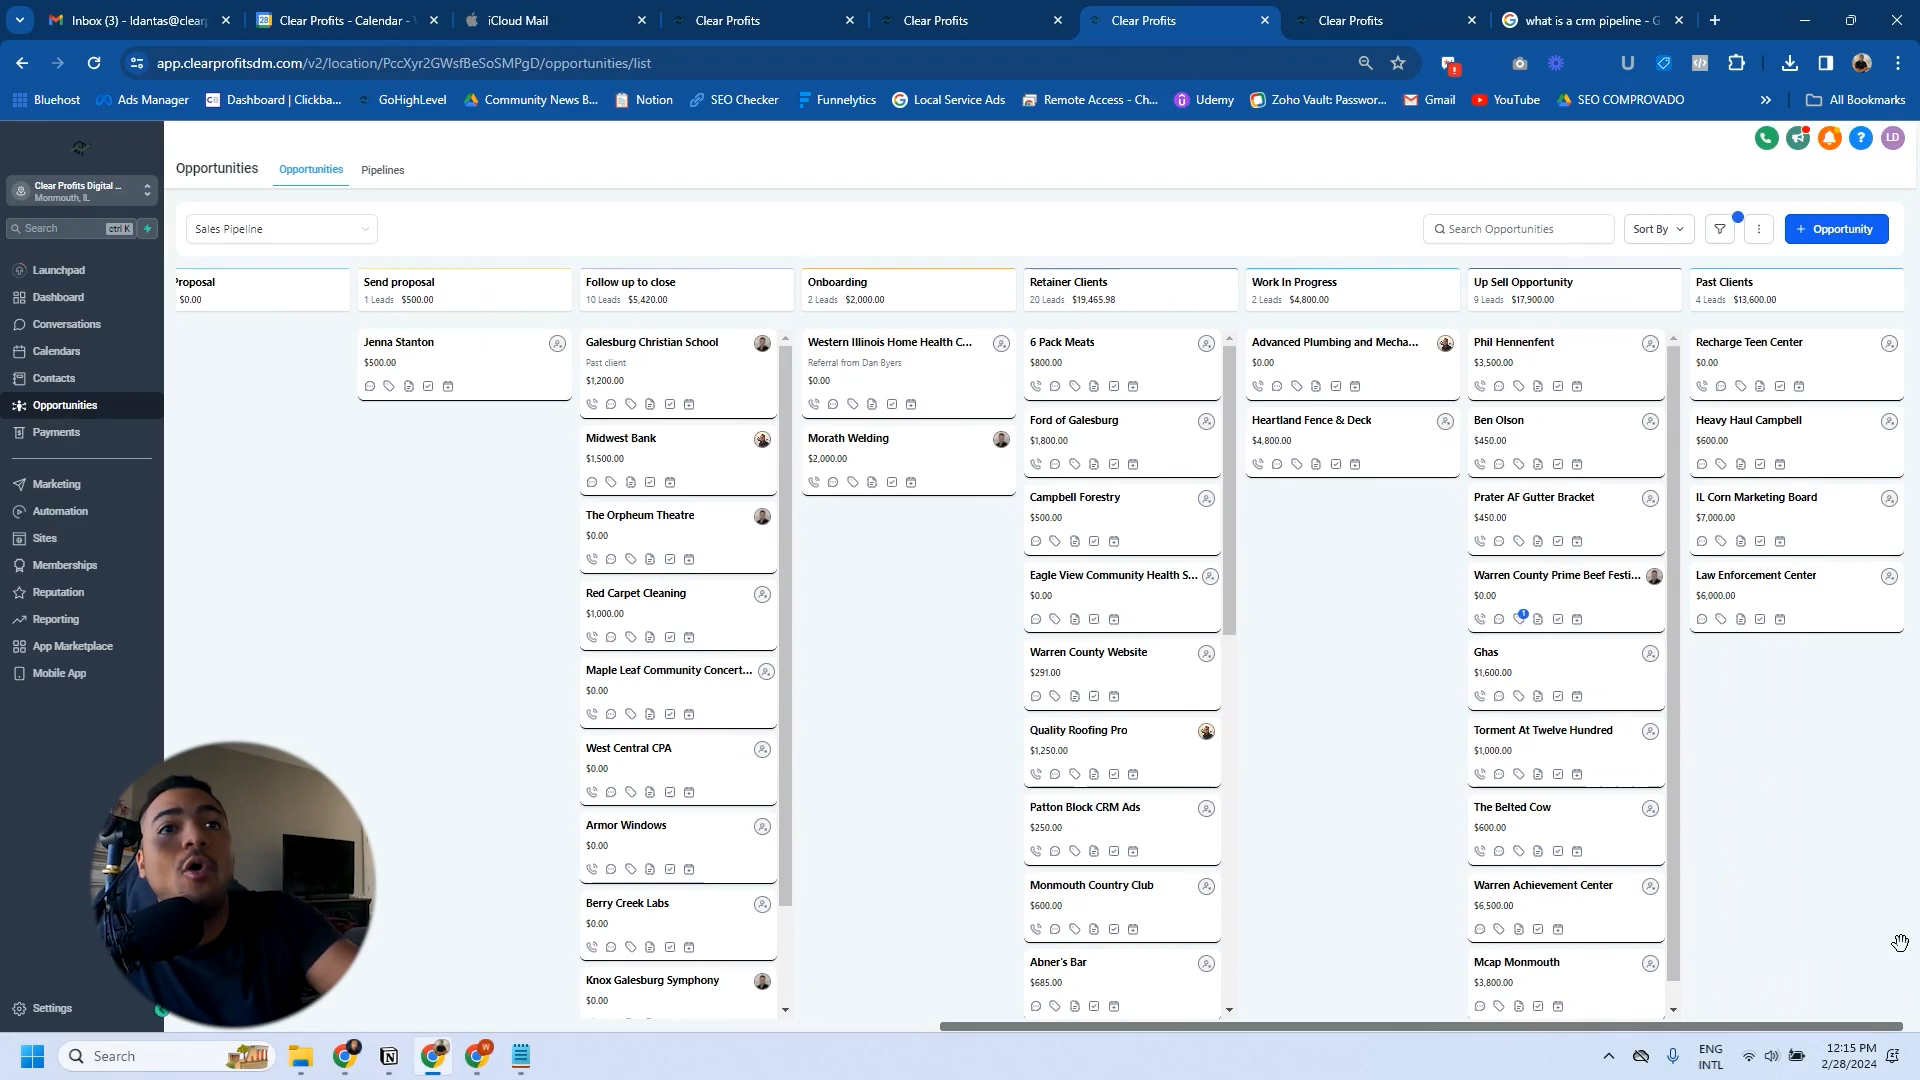 Inbox (3) - ldantas@clear
Clear Profits - Calendar -
iCloud Mail
Clear Profits
Clear Profits
Clear Profits
Clear Profits
what is a crm pipeline - G
app.clearprofitsdm.com/v2/location/PccXyr2GWsfBeSoSMPgD/opportunities/list
Bluehost
Ads Manager
Dashboard | Clickba...
GoHighLevel
Community News B...
Notion
SEO Checker
Funnelytics
Local Service Ads
Remote Access - Ch...
Udemy
Zoho Vault: Passwor...
Gmail
YouTube
SEO COMPROVADO
All Bookmarks
LD
Clear Profits Digital ...
Monmouth, IL
Search
ctrl K
Launchpad
Dashboard
Conversations
Calendars
Contacts
Opportunities
Payments
Marketing
Automation
Sites
Memberships
Reputation
Reporting
App Marketplace
Mobile App
Settings
Opportunities
Opportunities
Pipelines
Sales Pipeline
Search Opportunities
Sort By
+ Opportunity
Proposal
$0.00
Send proposal
1 Leads $500.00
Jenna Stanton
$500.00
Follow up to close
10 Leads $5,420.00
Galesburg Christian School
Past client
$1,200.00
Midwest Bank
$1,500.00
The Orpheum Theatre
$0.00
Red Carpet Cleaning
$1,000.00
Maple Leaf Community Concert...
$0.00
West Central CPA
$0.00
Armor Windows
$0.00
Berry Creek Labs
$0.00
Knox Galesburg Symphony
$0.00
Onboarding
2 Leads $2,000.00
Western Illinois Home Health C...
Referral from Dan Byers
$0.00
Morath Welding
$2,000.00
Retainer Clients
20 Leads $19,465.98
6 Pack Meats
$800.00
Ford of Galesburg
$1,800.00
Campbell Forestry
$500.00
Eagle View Community Health S...
$0.00
Warren County Website
$291.00
Quality Roofing Pro
$1,250.00
Patton Block CRM Ads
$250.00
Monmouth Country Club
$600.00
Abner's Bar
$685.00
Work In Progress
2 Leads $4,800.00
Advanced Plumbing and Mecha...
$0.00
Heartland Fence & Deck
$4,800.00
Up Sell Opportunity
9 Leads $17,900.00
Phil Hennenfent
$3,500.00
Ben Olson
$450.00
Prater AF Gutter Bracket
$450.00
Warren County Prime Beef Festi...
$0.00
1
Ghas
$1,600.00
Torment At Twelve Hundred
$1,000.00
The Belted Cow
$600.00
Warren Achievement Center
$6,500.00
Mcap Monmouth
$3,800.00
Past Clients
4 Leads $13,600.00
Recharge Teen Center
$0.00
Heavy Haul Campbell
$600.00
IL Corn Marketing Board
$7,000.00
Law Enforcement Center
$6,000.00
Search
ENG
INTL
12:15 PM
2/28/2024